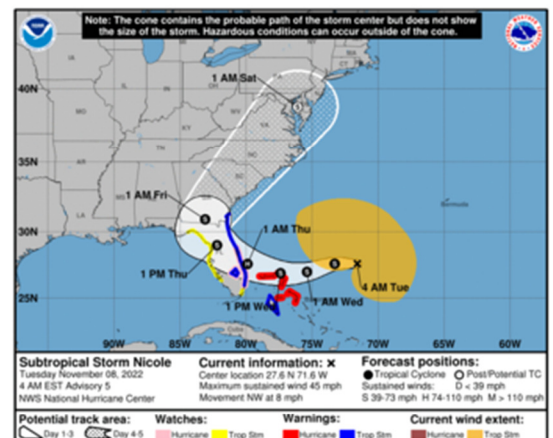 Note: The cone contains the probable path of the storm center but does not show
the size of the storm. Hazardous conditions can occur outside of the cone.
NOAA
1 AM Sat
40N
35N
1 AM Fri
1 AM Thu
Bermuda
30N
1 PM Thu
4 AM Tue
25N
1 PM Wed
1 AM Wed
Cuba
85W 80W 75W 70W 65W 60W
Subtropical Storm Nicole
Tuesday November 08, 2022
4 AM EST Advisory 5
NWS National Hurricane Center
Current information: x
Center location 27.6 N 71.6 W
Maximum sustained wind 45 mph
Movement NW at 8 mph
Forecast positions:
Tropical Cyclone Post/Potential TC
Sustained winds: D < 39 mph
S 39-73 mph H 74-110 mph M > 110 mph
Potential track area:
Day 1-3 Day 4-5
Watches:
Hurricane Trop Stm
Warnings:
Hurricane Trop Stm
Current wind extent:
Hurricane Trop Stm